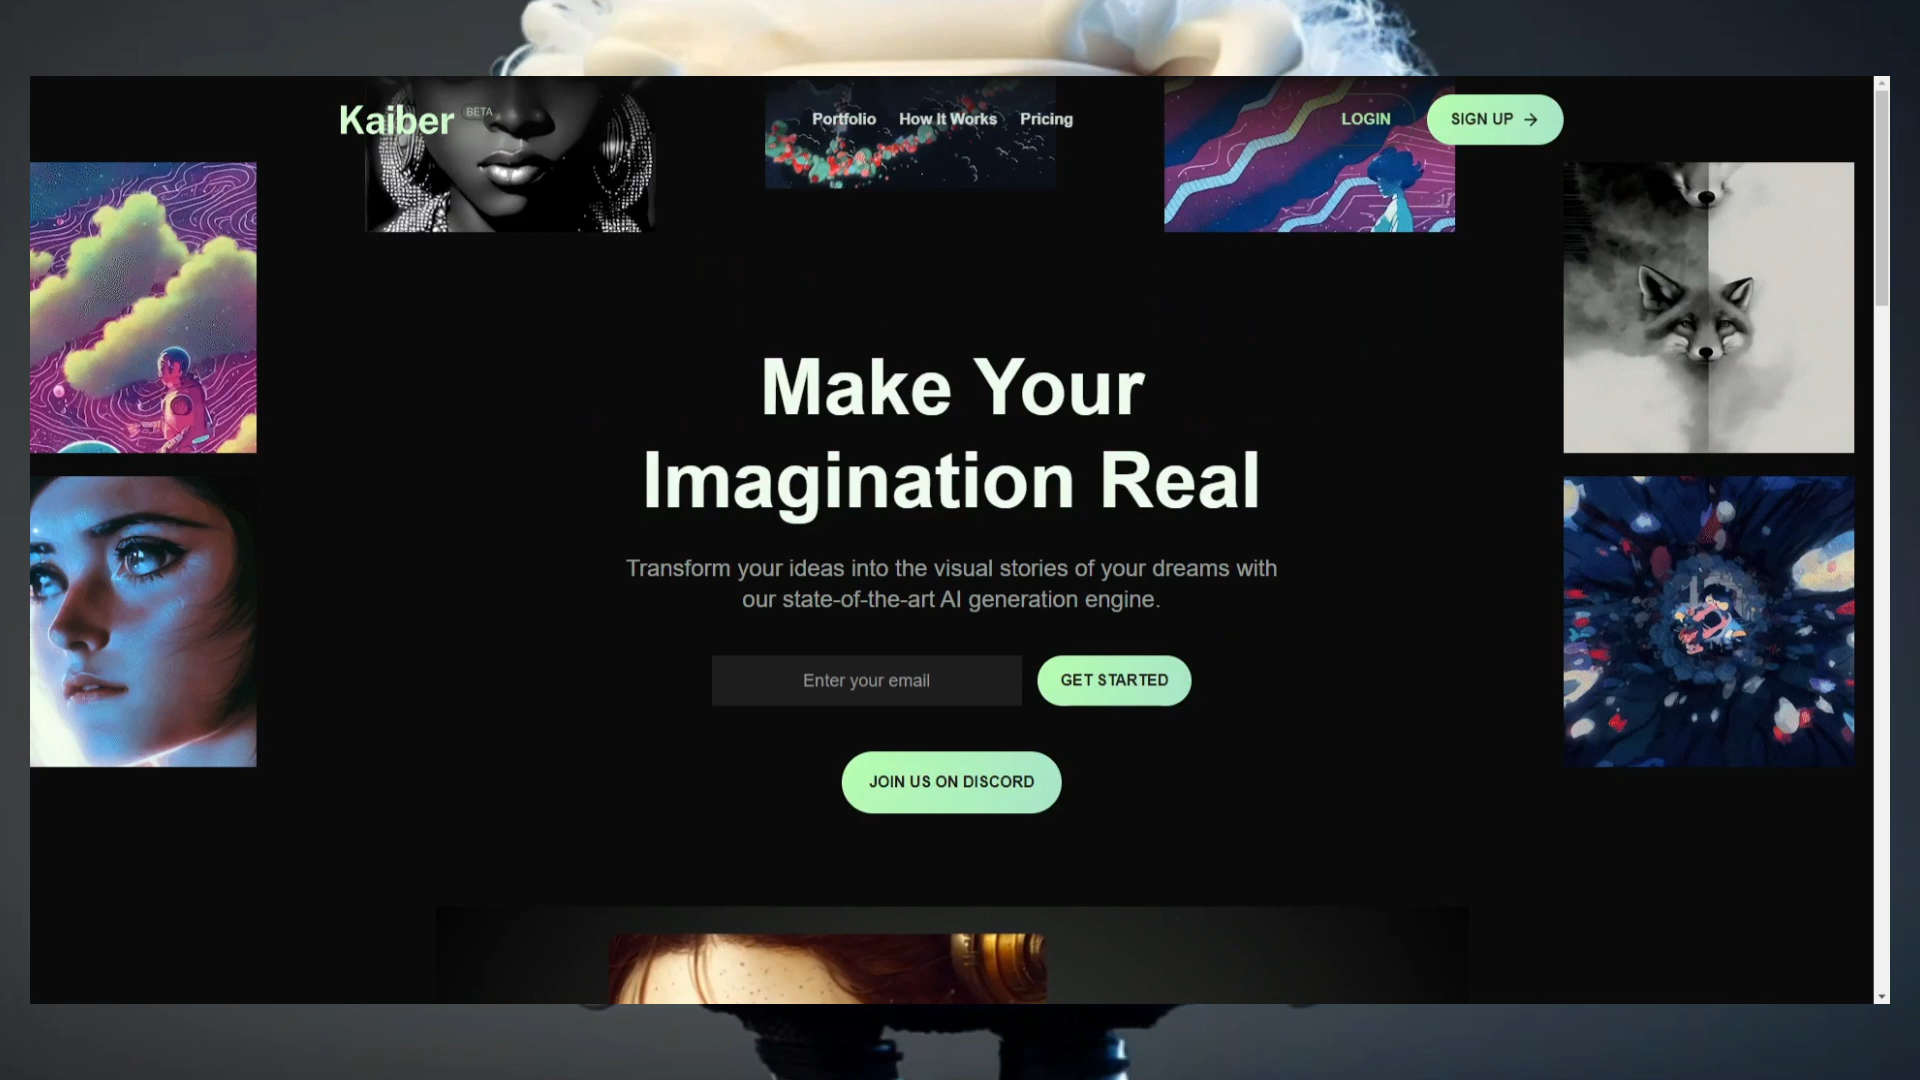 Kaiber BETA
Portfolio How It Works Pricing
LOGIN
SIGN UP →
Make Your
Imagination Real
Transform your ideas into the visual stories of your dreams with
our state-of-the-art AI generation engine.
Enter your email
GET STARTED
JOIN US ON DISCORD